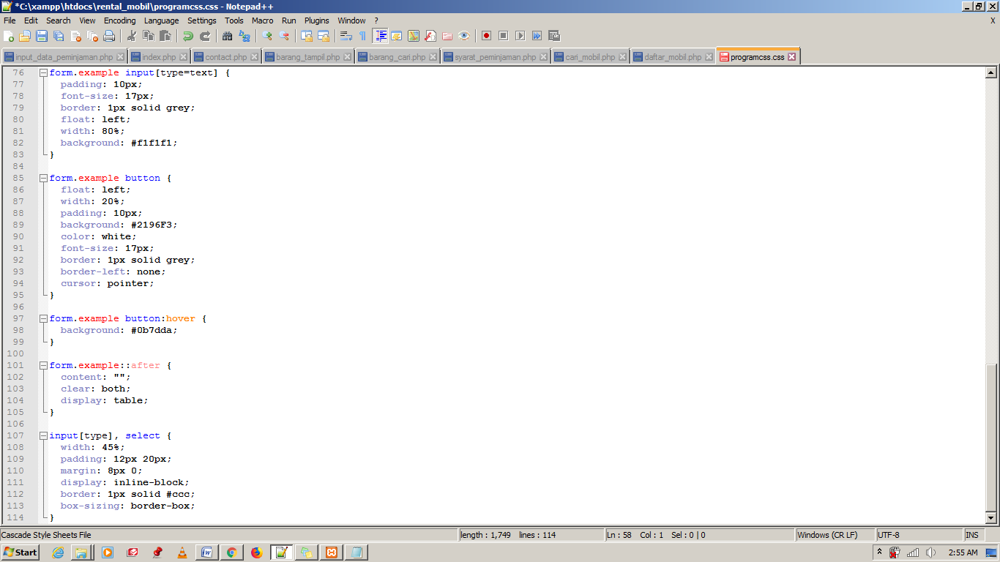 *C:\xampp\htdocs\rental_mobil\programcss.css - Notepad++
File Edit Search View Encoding Language Settings Tools Macro Run Plugins Window ? X
input_data_peminjaman.php index.php contact.php barang_tampil.php barang_cari.php syarat_peminjaman.php cari_mobil.php daftar_mobil.php programcss.css
76 form.example input[type=text] {
77 padding: 10px;
78 font-size: 17px;
79 border: 1px solid grey;
80 float: left;
81 width: 80%;
82 background: #f1f1f1;
83 }
84
85 form.example button {
86 float: left;
87 width: 20%;
88 padding: 10px;
89 background: #2196F3;
90 color: white;
91 font-size: 17px;
92 border: 1px solid grey;
93 border-left: none;
94 cursor: pointer;
95 }
96
97 form.example button:hover {
98 background: #0b7dda;
99 }
100
101 form.example::after {
102 content: "";
103 clear: both;
104 display: table;
105 }
106
107 input[type], select {
108 width: 45%;
109 padding: 12px 20px;
110 margin: 8px 0;
111 display: inline-block;
112 border: 1px solid #ccc;
113 box-sizing: border-box;
114 }
Cascade Style Sheets File length : 1,749 lines : 114 Ln : 58 Col : 1 Sel : 0 | 0 Windows (CR LF) UTF-8 INS
Start 2:55 AM